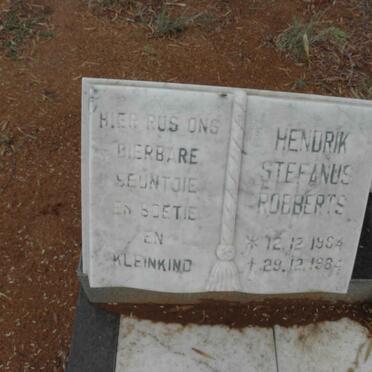 HIER RUS ONS
DIERBARE
SEUNTJIE
EN BOETIE
EN
KLEINKIND
HENDRIK
STEFANUS
ROBBERTS
* 12.12.1984
† 29.12.1984